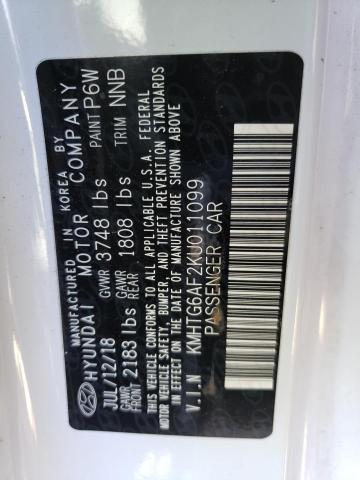 MANUFACTURED IN KOREA BY
HYUNDAI MOTOR COMPANY
JUL/12/18 GVWR 3748 lbs PAINT P6W
GAWR FRONT 2183 lbs GAWR REAR 1808 lbs TRIM NNB
THIS VEHICLE CONFORMS TO ALL APPLICABLE U.S.A. FEDERAL
MOTOR VEHICLE SAFETY, BUMPER, AND THEFT PREVENTION STANDARDS
IN EFFECT ON THE DATE OF MANUFACTURE SHOWN ABOVE
V.I.N KMHTG6AF2KU011099
PASSENGER CAR